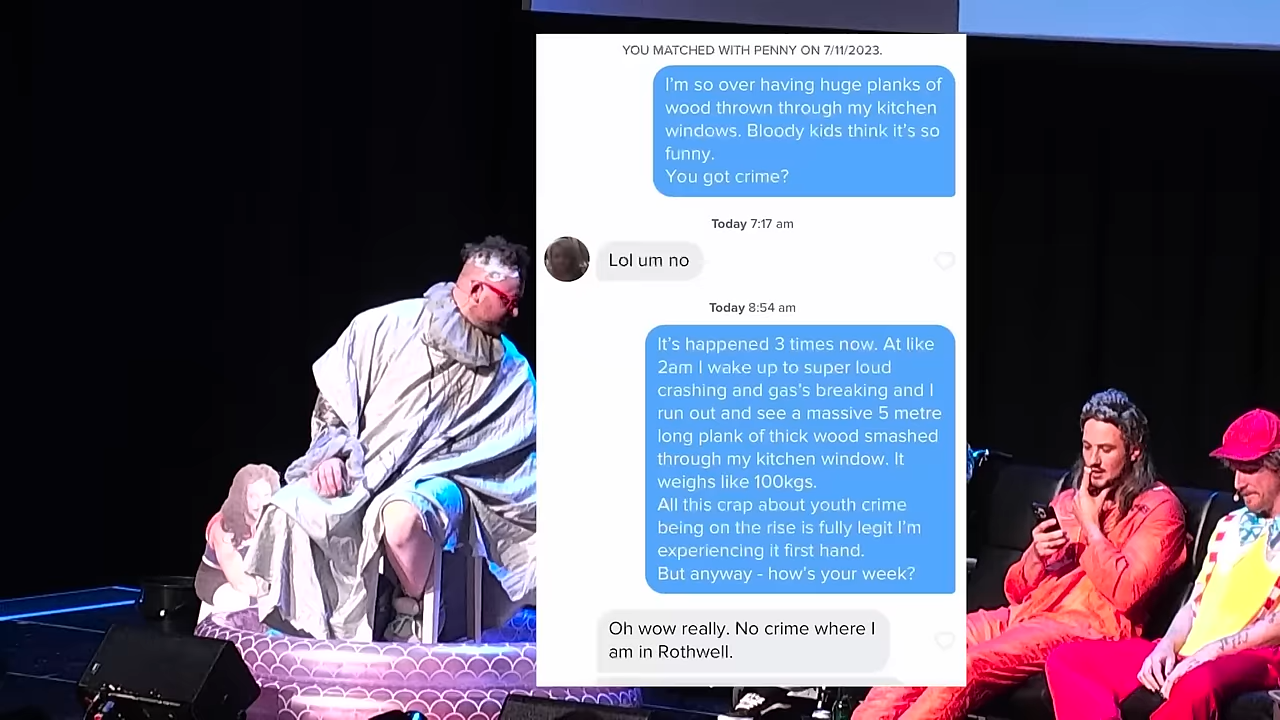 YOU MATCHED WITH PENNY ON 7/11/2023.
I'm so over having huge planks of
wood thrown through my kitchen
windows. Bloody kids think it's so
funny.
You got crime?
Today 7:17 am
Lol um no
Today 8:54 am
It's happened 3 times now. At like
2am I wake up to super loud
crashing and gas's breaking and I
run out and see a massive 5 metre
long plank of thick wood smashed
through my kitchen window. It
weighs like 100kgs.
All this crap about youth crime
being on the rise is fully legit I'm
experiencing it first hand.
But anyway - how's your week?
Oh wow really. No crime where I
am in Rothwell.